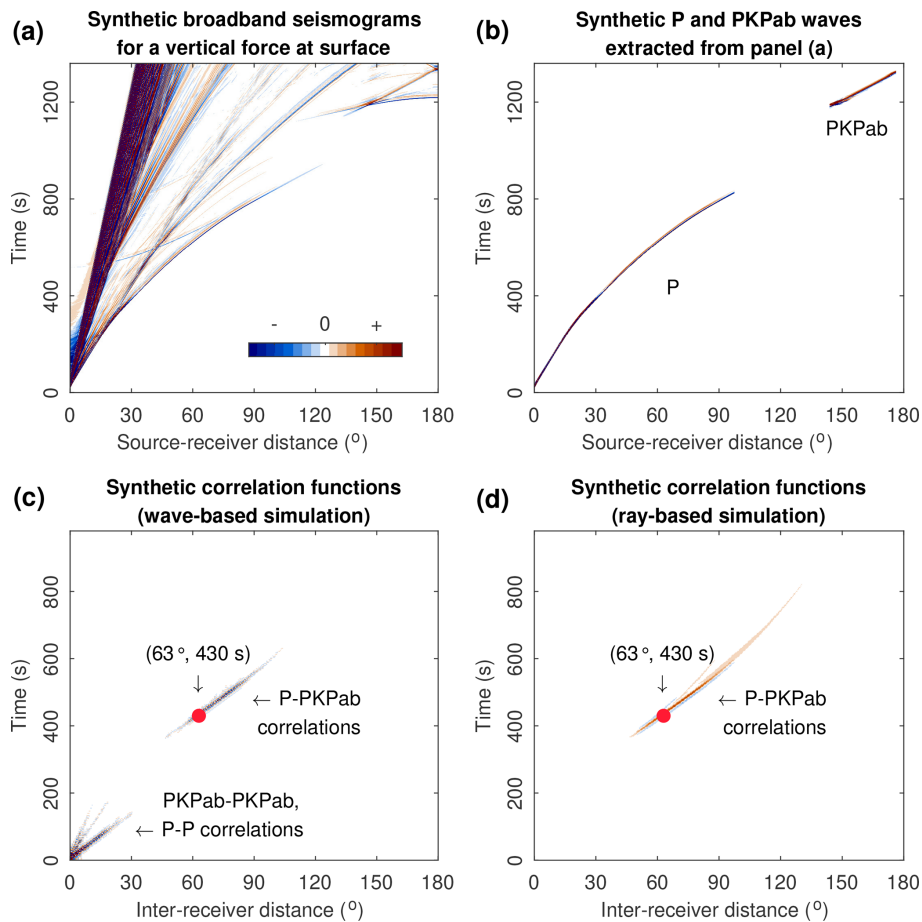 (a)
Synthetic broadband seismograms
for a vertical force at surface
1200
800
400
0
Time (s)
- 0 +
0 30 60 90 120 150 180
Source-receiver distance (o)
(b)
Synthetic P and PKPab waves
extracted from panel (a)
1200
800
400
0
Time (s)
PKPab
P
0 30 60 90 120 150 180
Source-receiver distance (o)
(c)
Synthetic correlation functions
(wave-based simulation)
800
600
400
200
0
Time (s)
(63°, 430 s)
↓
← P-PKPab
correlations
PKPab-PKPab,
← P-P correlations
0 30 60 90 120 150 180
Inter-receiver distance (o)
(d)
Synthetic correlation functions
(ray-based simulation)
800
600
400
200
0
Time (s)
(63°, 430 s)
↓
← P-PKPab
correlations
0 30 60 90 120 150 180
Inter-receiver distance (o)